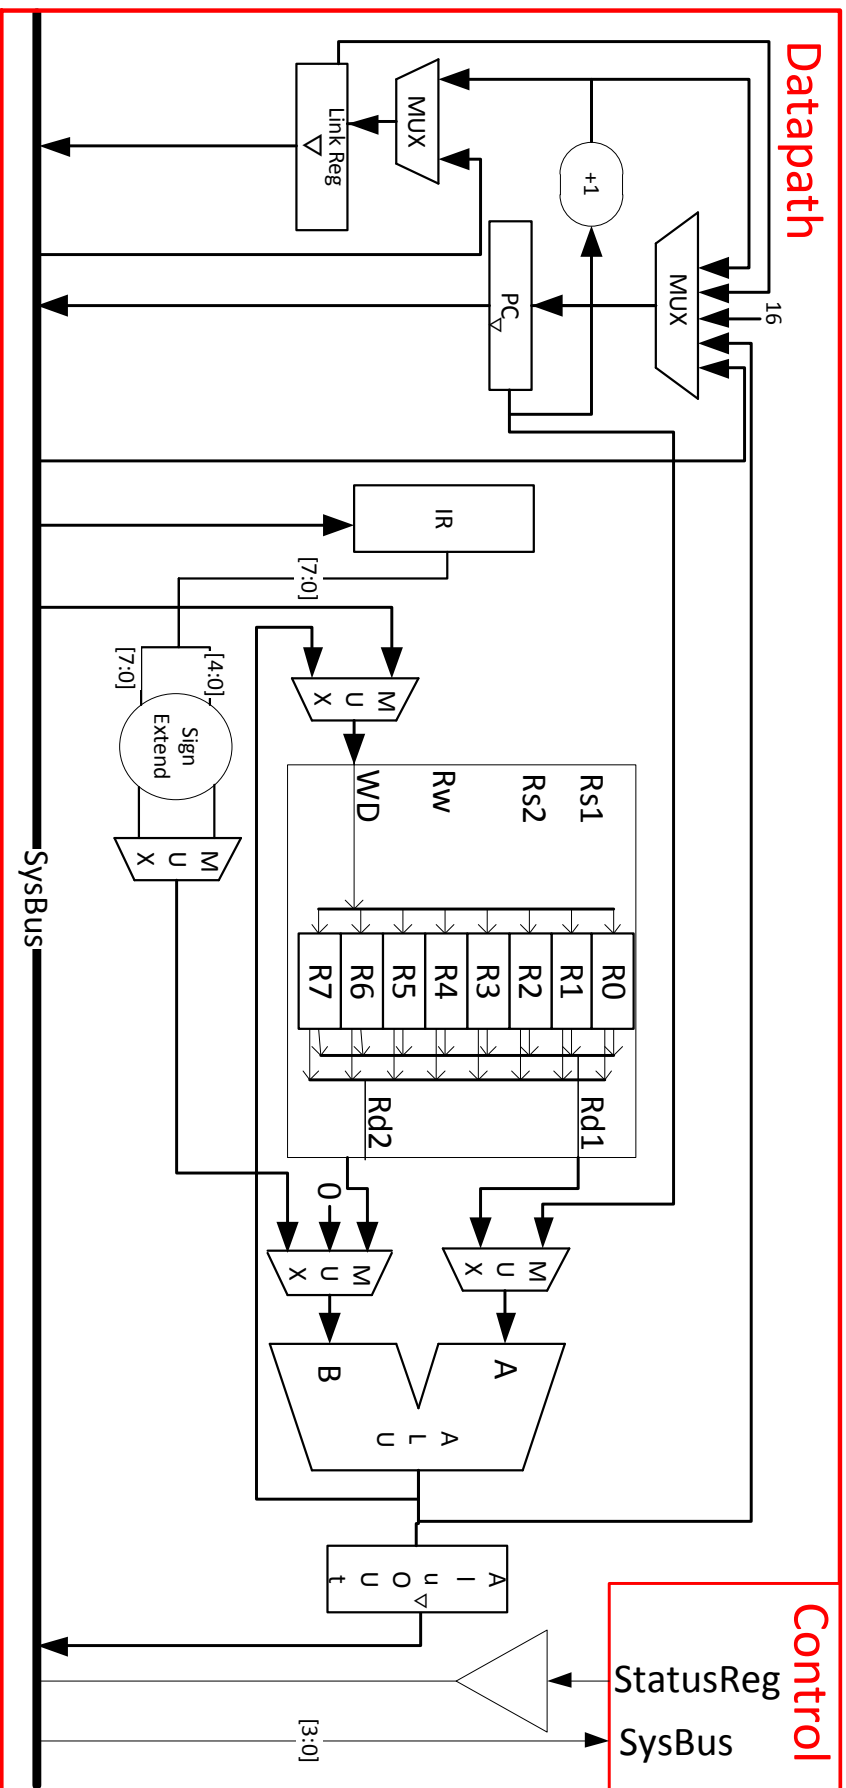 Datapath
Link Reg
MUX
+1
PC
MUX
16
IR
[7:0]
[4:0]
[7:0]
Sign
Extend
MUX
MUX
Rs1
Rs2
Rw
WD
R0
R1
R2
R3
R4
R5
R6
R7
Rd1
Rd2
0
MUX
MUX
A
B
ALU
AluOUt
Control
StatusReg
SysBus
[3:0]
SysBus